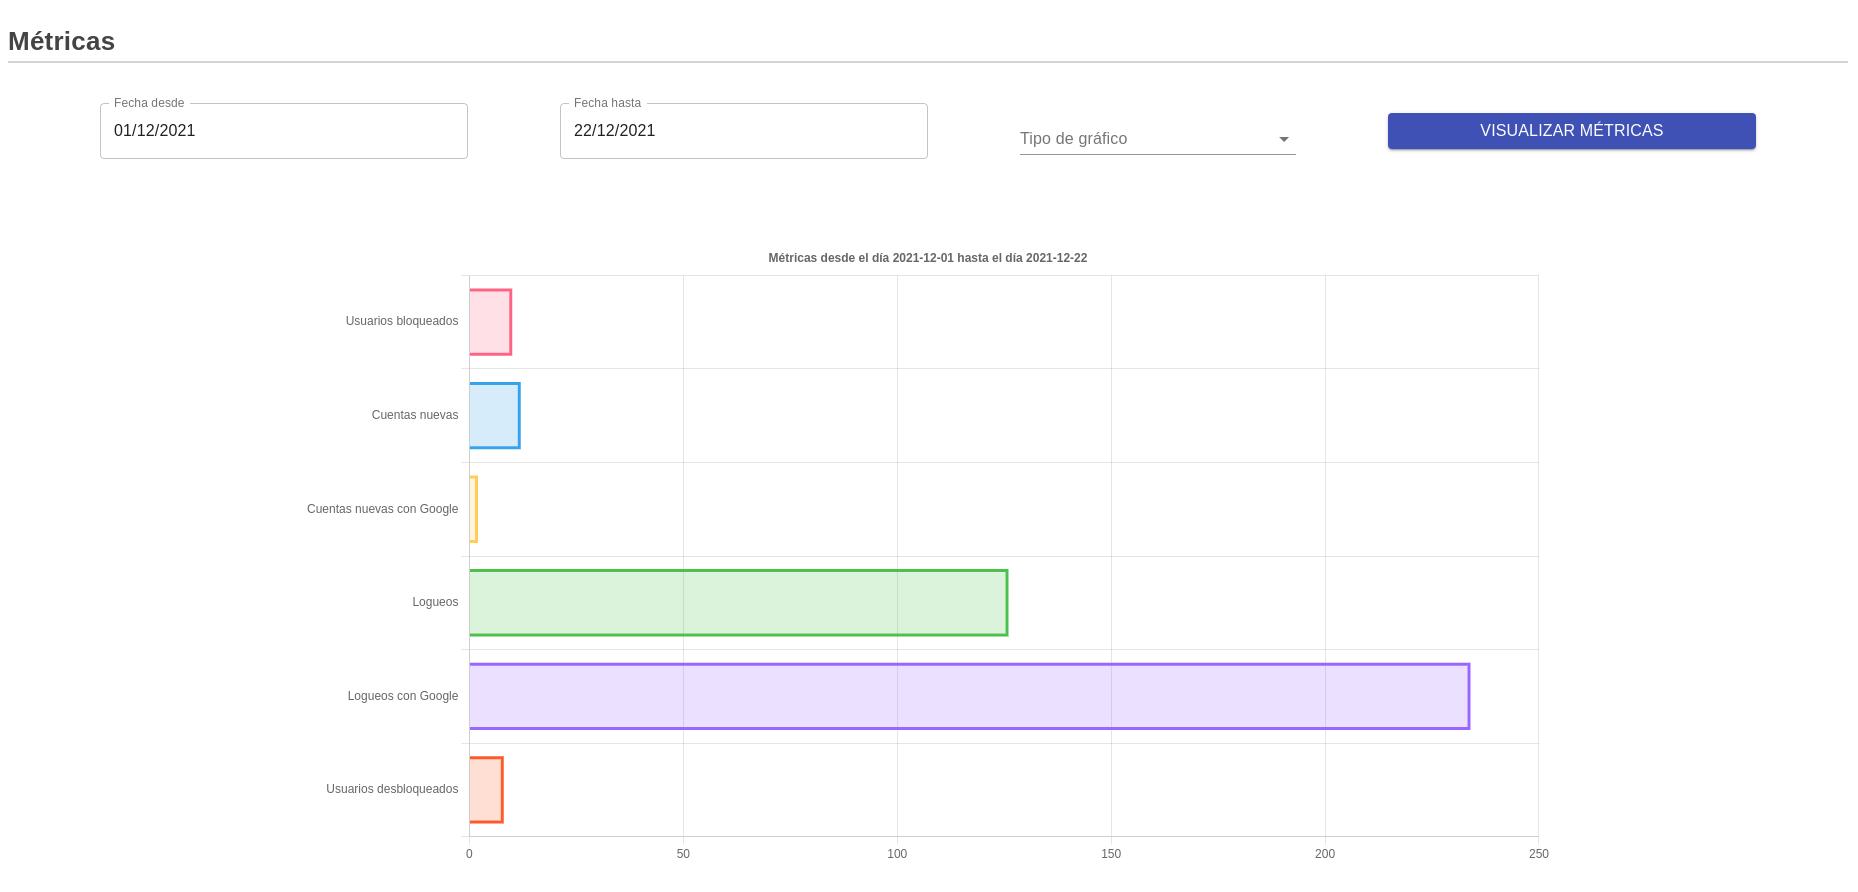 Métricas
Fecha desde
01/12/2021
Fecha hasta
22/12/2021
Tipo de gráfico
VISUALIZAR MÉTRICAS
Métricas desde el día 2021-12-01 hasta el día 2021-12-22
Usuarios bloqueados
Cuentas nuevas
Cuentas nuevas con Google
Logueos
Logueos con Google
Usuarios desbloqueados
0 50 100 150 200 250